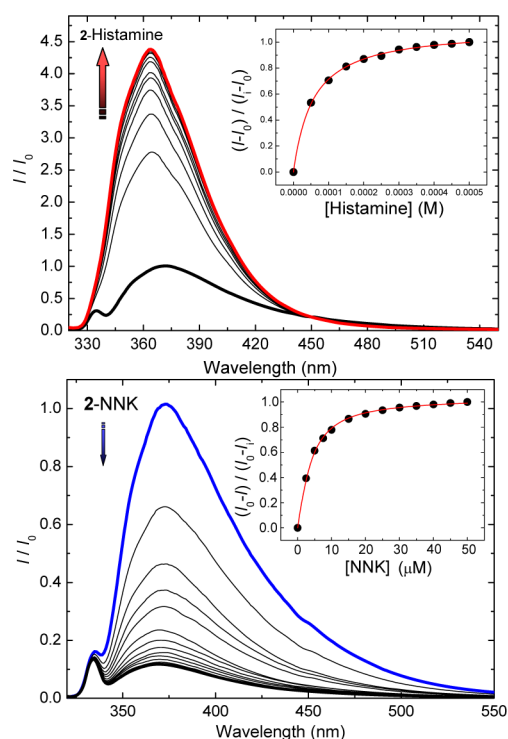 2-Histamine
I / I0
4.5
4.0
3.5
3.0
2.5
2.0
1.5
1.0
0.5
0.0
330 360 390 420 450 480 510 540
Wavelength (nm)
(I-I0) / (Ii-I0)
1.0
0.8
0.6
0.4
0.2
0.0
0.0000 0.0001 0.0002 0.0003 0.0004 0.0005
[Histamine] (M)
2-NNK
I / I0
1.0
0.8
0.6
0.4
0.2
0.0
350 400 450 500 550
Wavelength (nm)
(I0-I) / (I0-Ii)
1.0
0.8
0.6
0.4
0.2
0.0
0 10 20 30 40 50
[NNK] (μM)